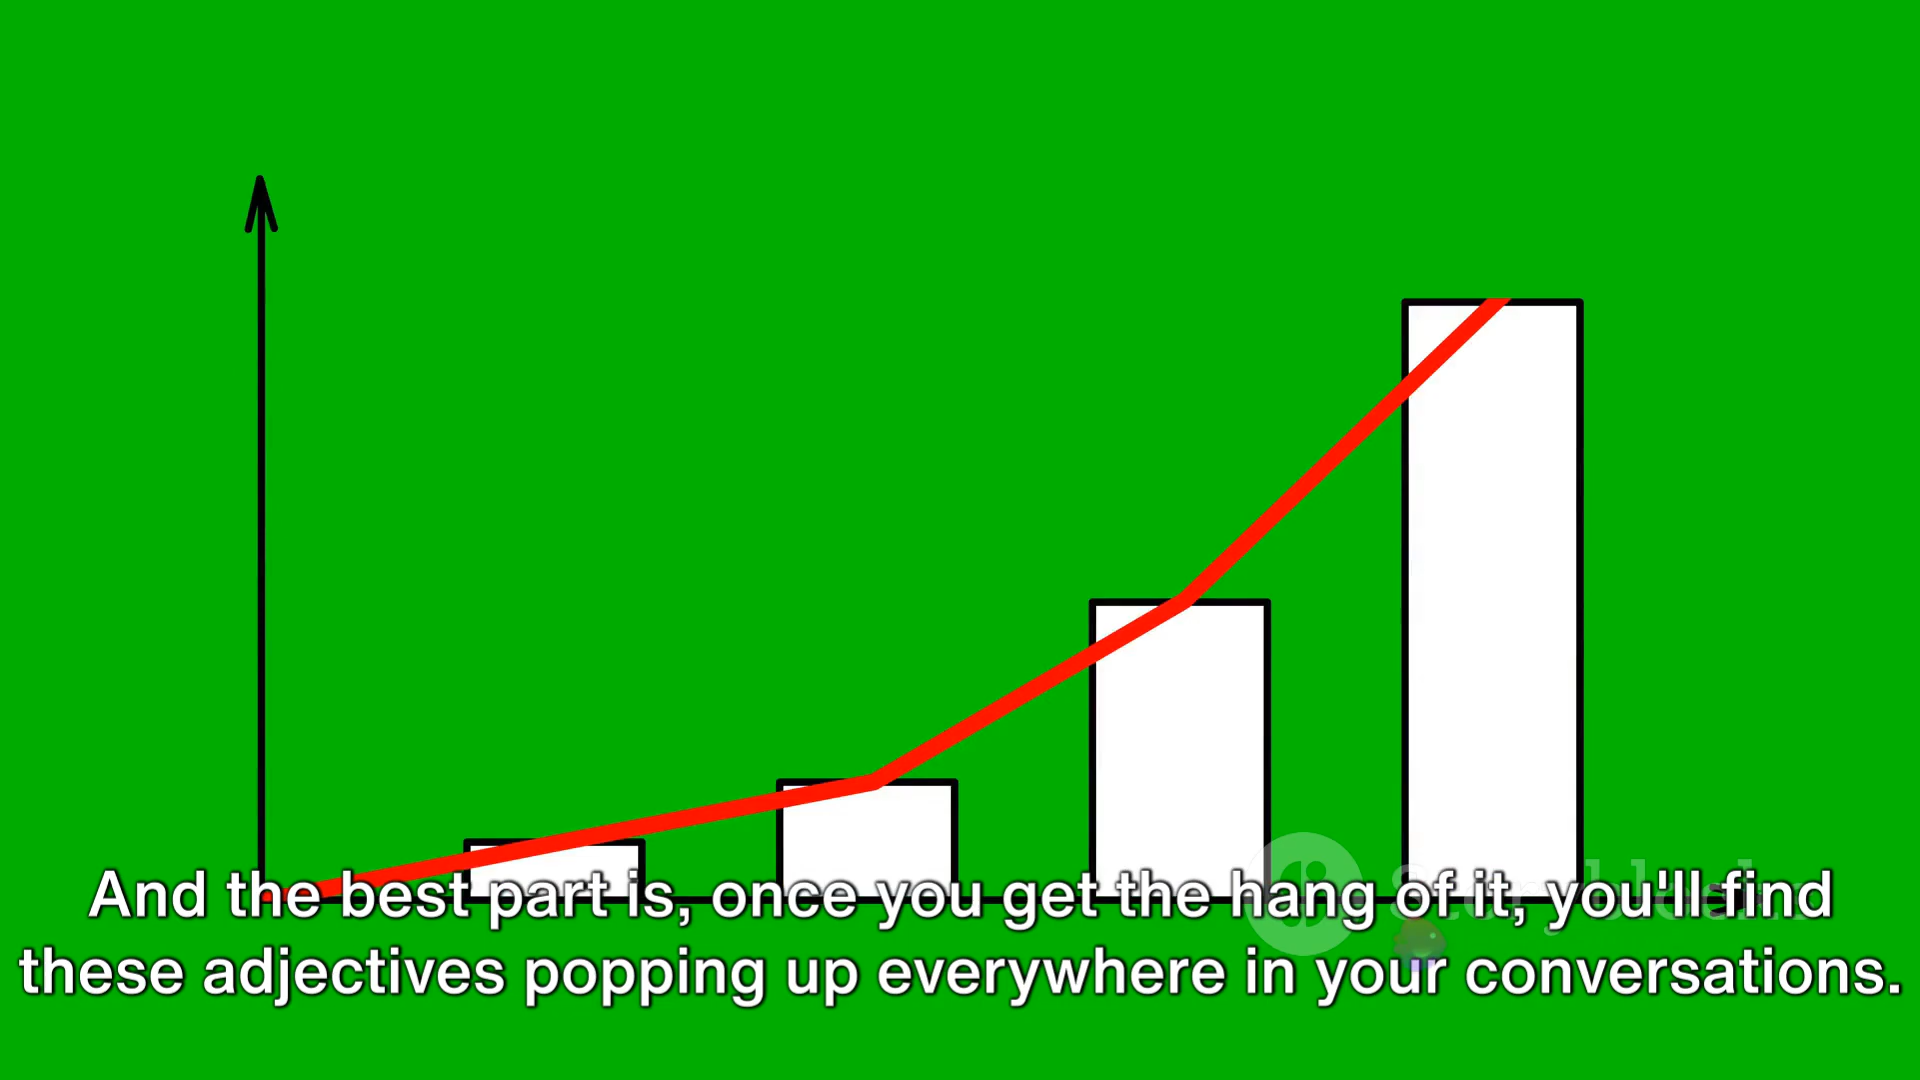 And the best part is, once you get the hang of it, you'll find
these adjectives popping up everywhere in your conversations.